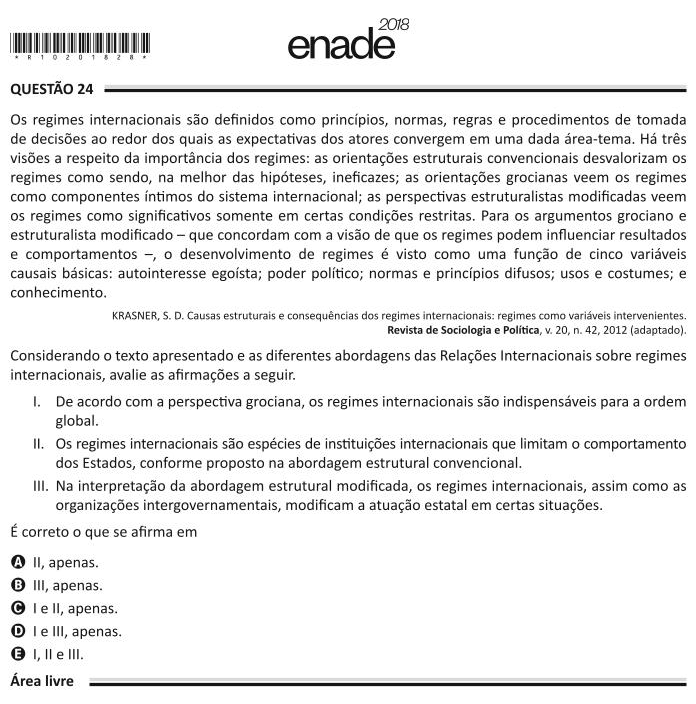 * R 1 0 2 0 1 8 2 8 *
enade 2018
QUESTÃO 24
Os regimes internacionais são definidos como princípios, normas, regras e procedimentos de tomada
de decisões ao redor dos quais as expectativas dos atores convergem em uma dada área-tema. Há três
visões a respeito da importância dos regimes: as orientações estruturais convencionais desvalorizam os
regimes como sendo, na melhor das hipóteses, ineficazes; as orientações grocianas veem os regimes
como componentes íntimos do sistema internacional; as perspectivas estruturalistas modificadas veem
os regimes como significativos somente em certas condições restritas. Para os argumentos grociano e
estruturalista modificado – que concordam com a visão de que os regimes podem influenciar resultados
e comportamentos –, o desenvolvimento de regimes é visto como uma função de cinco variáveis
causais básicas: autointeresse egoísta; poder político; normas e princípios difusos; usos e costumes; e
conhecimento.
KRASNER, S. D. Causas estruturais e consequências dos regimes internacionais: regimes como variáveis intervenientes.
Revista de Sociologia e Política, v. 20, n. 42, 2012 (adaptado).
Considerando o texto apresentado e as diferentes abordagens das Relações Internacionais sobre regimes
internacionais, avalie as afirmações a seguir.
I. De acordo com a perspectiva grociana, os regimes internacionais são indispensáveis para a ordem
global.
II. Os regimes internacionais são espécies de instituições internacionais que limitam o comportamento
dos Estados, conforme proposto na abordagem estrutural convencional.
III. Na interpretação da abordagem estrutural modificada, os regimes internacionais, assim como as
organizações intergovernamentais, modificam a atuação estatal em certas situações.
É correto o que se afirma em
A II, apenas.
B III, apenas.
C I e II, apenas.
D I e III, apenas.
E I, II e III.
Área livre